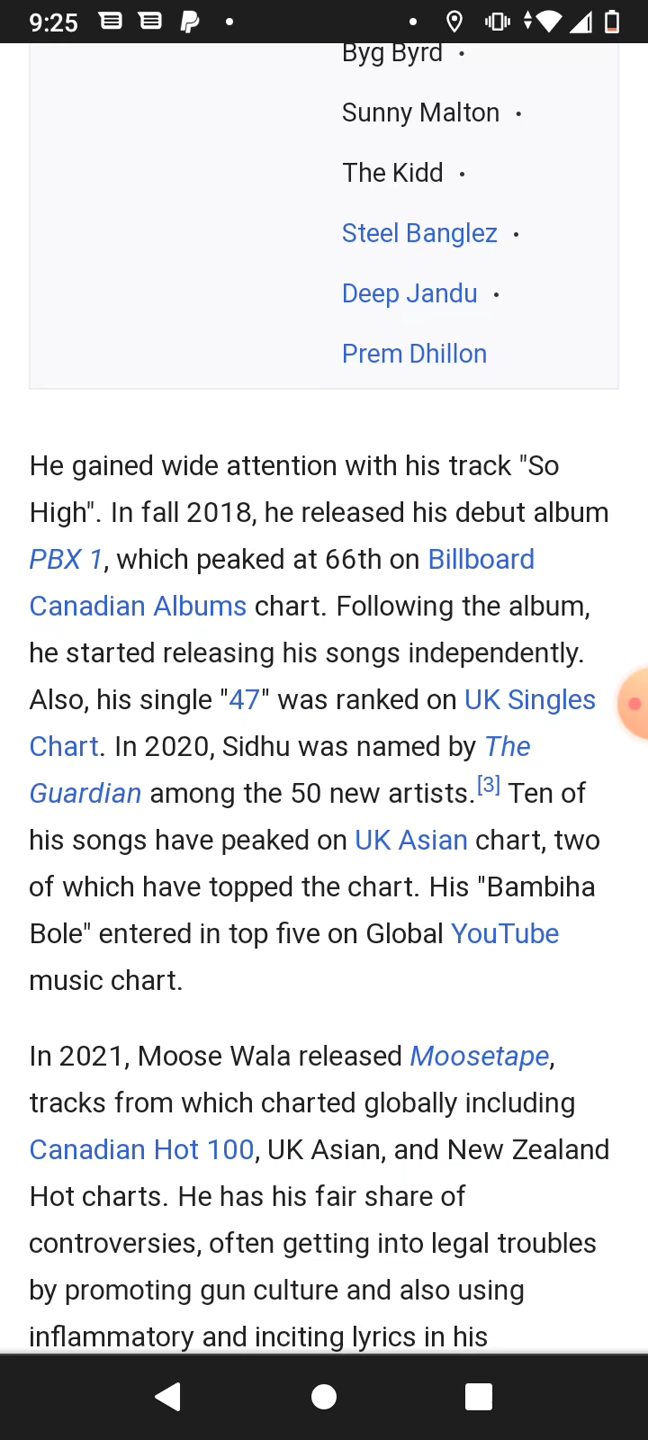 9:25
Byg Byrd •
Sunny Malton •
The Kidd •
Steel Banglez •
Deep Jandu •
Prem Dhillon
He gained wide attention with his track "So
High". In fall 2018, he released his debut album
PBX 1, which peaked at 66th on Billboard
Canadian Albums chart. Following the album,
he started releasing his songs independently.
Also, his single "47" was ranked on UK Singles
Chart. In 2020, Sidhu was named by The
Guardian among the 50 new artists.[3] Ten of
his songs have peaked on UK Asian chart, two
of which have topped the chart. His "Bambiha
Bole" entered in top five on Global YouTube
music chart.
In 2021, Moose Wala released Moosetape,
tracks from which charted globally including
Canadian Hot 100, UK Asian, and New Zealand
Hot charts. He has his fair share of
controversies, often getting into legal troubles
by promoting gun culture and also using
inflammatory and inciting lyrics in his